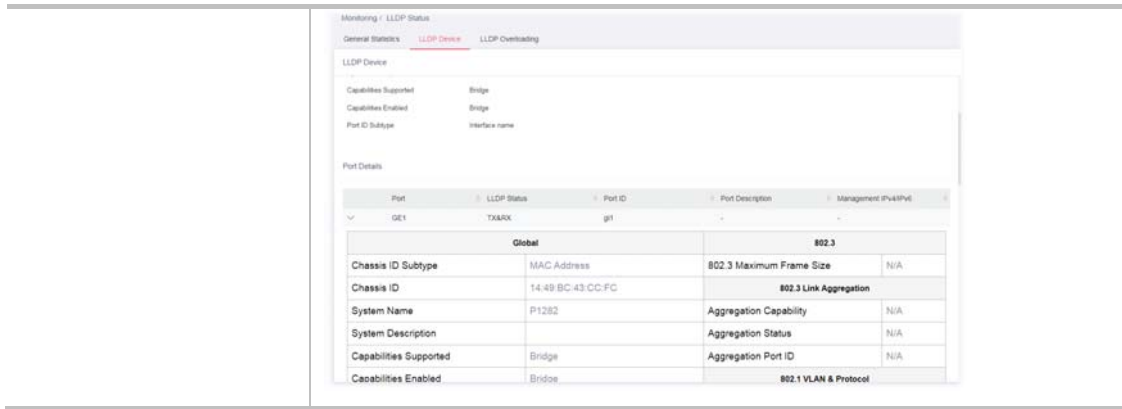 Monitoring / LLDP Status
General Statistics LLDP Device LLDP Overloading
LLDP Device
Capabilities Supported Bridge
Capabilities Enabled Bridge
Port ID Subtype Interface name
Port Details
Port LLDP Status Port ID Port Description Management IPv4/IPv6
GE1 TX&RX gi1 - -
Global 802.3
Chassis ID Subtype MAC Address 802.3 Maximum Frame Size N/A
Chassis ID 14:49:BC:43:CC:FC 802.3 Link Aggregation
System Name P1282 Aggregation Capability N/A
System Description Aggregation Status N/A
Capabilities Supported Bridge Aggregation Port ID N/A
Capabilities Enabled Bridge 802.1 VLAN & Protocol